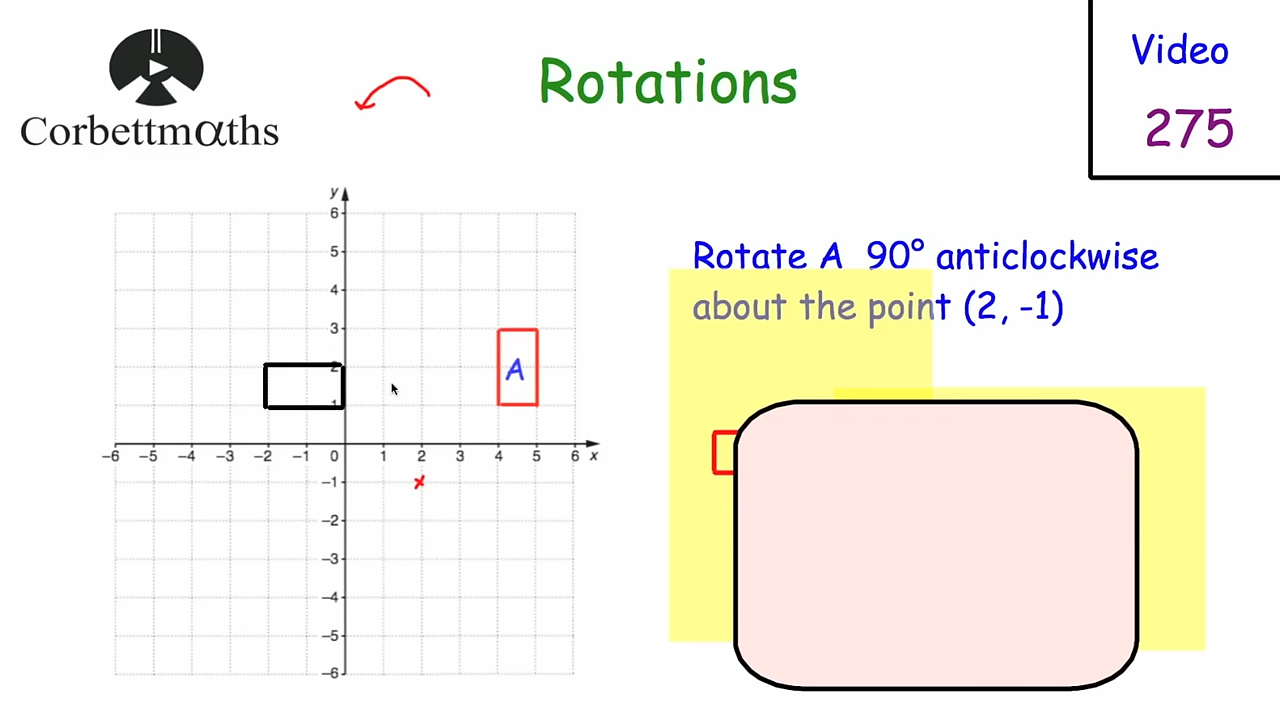 Corbettmαths
Rotations
Video
275
Rotate A 90° anticlockwise
about the point (2, -1)
y
6
5
4
3
2
1
A
−6 −5 −4 −3 −2 −1 0 1 2 3 4 5 6 x
−1
−2
−3
−4
−5
−6